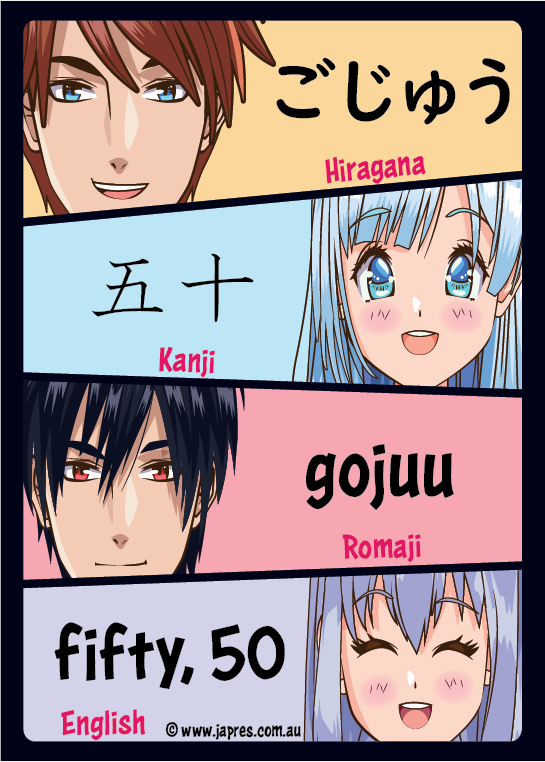 ごじゅう
Hiragana
五十
Kanji
gojuu
Romaji
fifty, 50
English
© www.japres.com.au